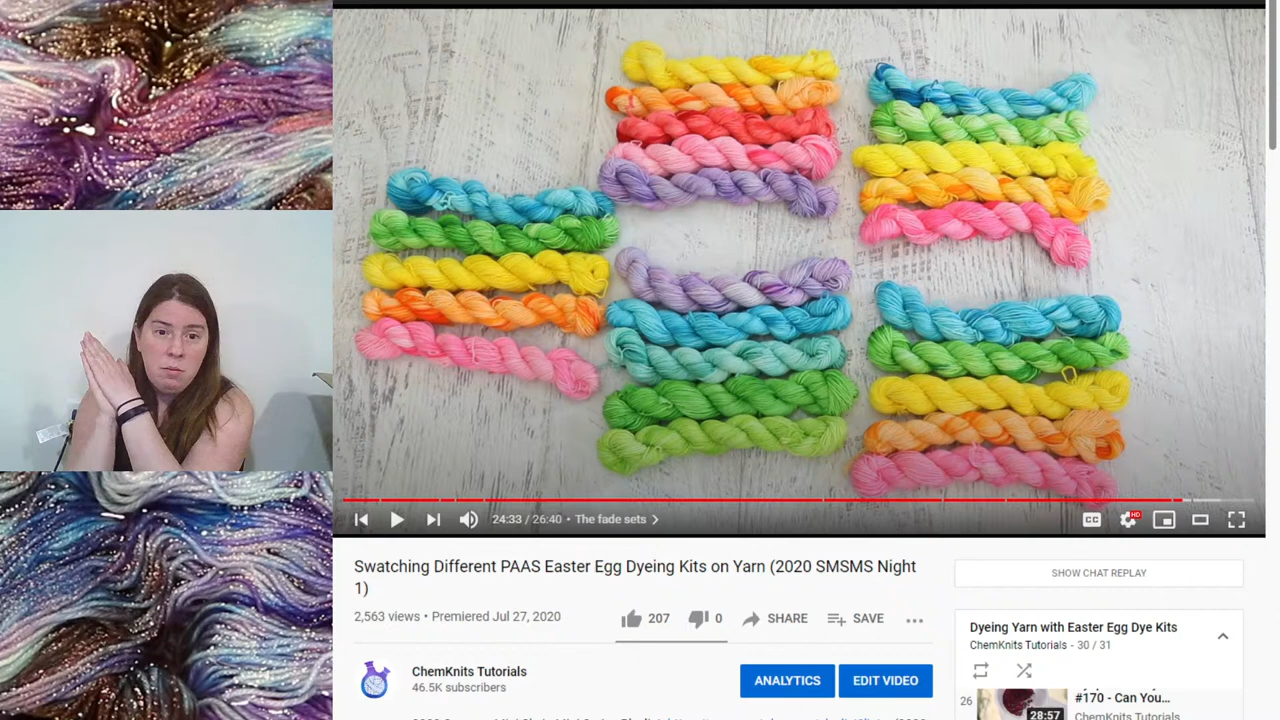 24:33 / 26:40 • The fade sets
CC
HD
Swatching Different PAAS Easter Egg Dyeing Kits on Yarn (2020 SMSMS Night
1)
2,563 views • Premiered Jul 27, 2020
207
0
SHARE
SAVE
ChemKnits Tutorials
46.5K subscribers
ANALYTICS
EDIT VIDEO
SHOW CHAT REPLAY
Dyeing Yarn with Easter Egg Dye Kits
ChemKnits Tutorials - 30 / 31
26
28:57
#170 - Can You...
ChemKnits Tutorials